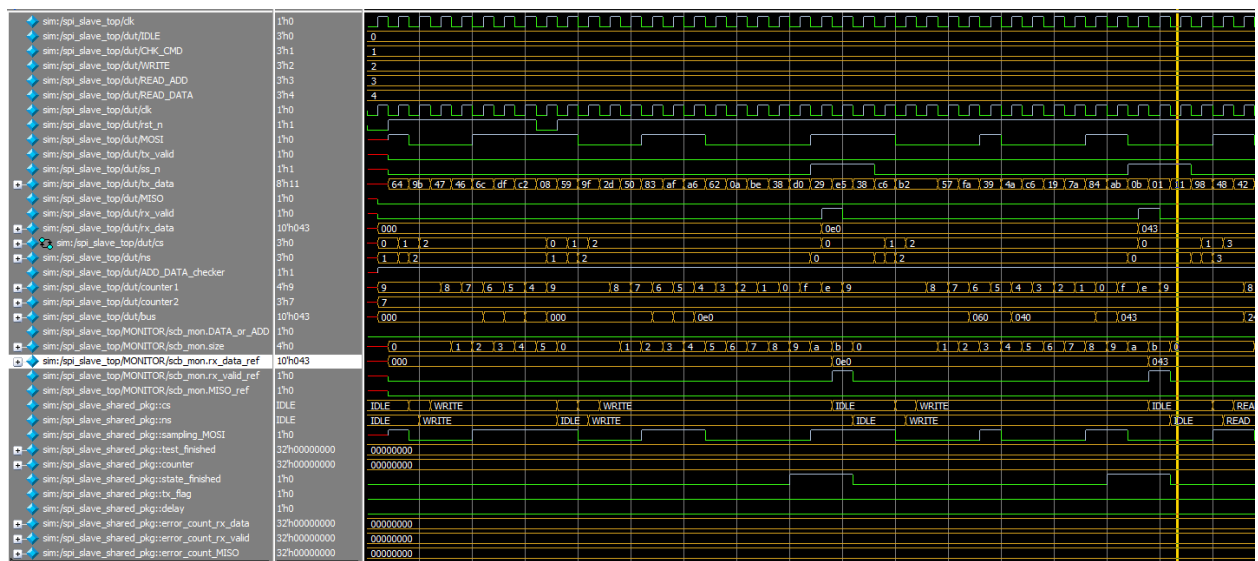 sim:/spi_slave_top/clk 1'h0
sim:/spi_slave_top/dut/IDLE 3'h0 0
sim:/spi_slave_top/dut/CHK_CMD 3'h1 1
sim:/spi_slave_top/dut/WRITE 3'h2 2
sim:/spi_slave_top/dut/READ_ADD 3'h3 3
sim:/spi_slave_top/dut/READ_DATA 3'h4 4
sim:/spi_slave_top/dut/clk 1'h0
sim:/spi_slave_top/dut/rst_n 1'h1
sim:/spi_slave_top/dut/MOSI 1'h0
sim:/spi_slave_top/dut/tx_valid 1'h0
sim:/spi_slave_top/dut/ss_n 1'h1
sim:/spi_slave_top/dut/tx_data 8'h11 64 9b 47 46 6c df c2 08 59 9f 2d 50 83 af a6 62 0a be 38 d0 29 e5 38 c6 b2 57 fa 39 4a c6 19 7a 84 ab 0b 01 98 48 42
sim:/spi_slave_top/dut/MISO 1'h0
sim:/spi_slave_top/dut/rx_valid 1'h0
sim:/spi_slave_top/dut/rx_data 10'h043 000 0e0 043
sim:/spi_slave_top/dut/cs 3'h0 0 1 2 0 1 2 0 1 2 0 1 3
sim:/spi_slave_top/dut/ns 3'h0 1 2 1 2 0 2 0 3
sim:/spi_slave_top/dut/ADD_DATA_checker 1'h1
sim:/spi_slave_top/dut/counter1 4'h9 9 8 7 6 5 4 9 8 7 6 5 4 3 2 1 0 f e 9 8 7 6 5 4 3 2 1 0 f e 9 8
sim:/spi_slave_top/dut/counter2 3'h7 7
sim:/spi_slave_top/dut/bus 10'h043 000 000 0e0 060 040 043
sim:/spi_slave_top/MONITOR/scb_mon.DATA_or_ADD 1'h0
sim:/spi_slave_top/MONITOR/scb_mon.size 4'h0 0 1 2 3 4 5 0 1 2 3 4 5 6 7 8 9 a b 0 1 2 3 4 5 6 7 8 9 a b
sim:/spi_slave_top/MONITOR/scb_mon.rx_data_ref 10'h043 000 0e0 043
sim:/spi_slave_top/MONITOR/scb_mon.rx_valid_ref 1'h0
sim:/spi_slave_top/MONITOR/scb_mon.MISO_ref 1'h0
sim:/spi_slave_shared_pkg::cs IDLE IDLE WRITE WRITE IDLE WRITE IDLE REA
sim:/spi_slave_shared_pkg::ns IDLE IDLE WRITE IDLE WRITE IDLE WRITE IDLE READ
sim:/spi_slave_shared_pkg::sampling_MOSI 1'h0
sim:/spi_slave_shared_pkg::test_finished 32'h00000000 00000000
sim:/spi_slave_shared_pkg::counter 32'h00000000 00000000
sim:/spi_slave_shared_pkg::state_finished 1'h0
sim:/spi_slave_shared_pkg::tx_flag 1'h0
sim:/spi_slave_shared_pkg::delay 1'h0
sim:/spi_slave_shared_pkg::error_count_rx_data 32'h00000000 00000000
sim:/spi_slave_shared_pkg::error_count_rx_valid 32'h00000000 00000000
sim:/spi_slave_shared_pkg::error_count_MISO 32'h00000000 00000000